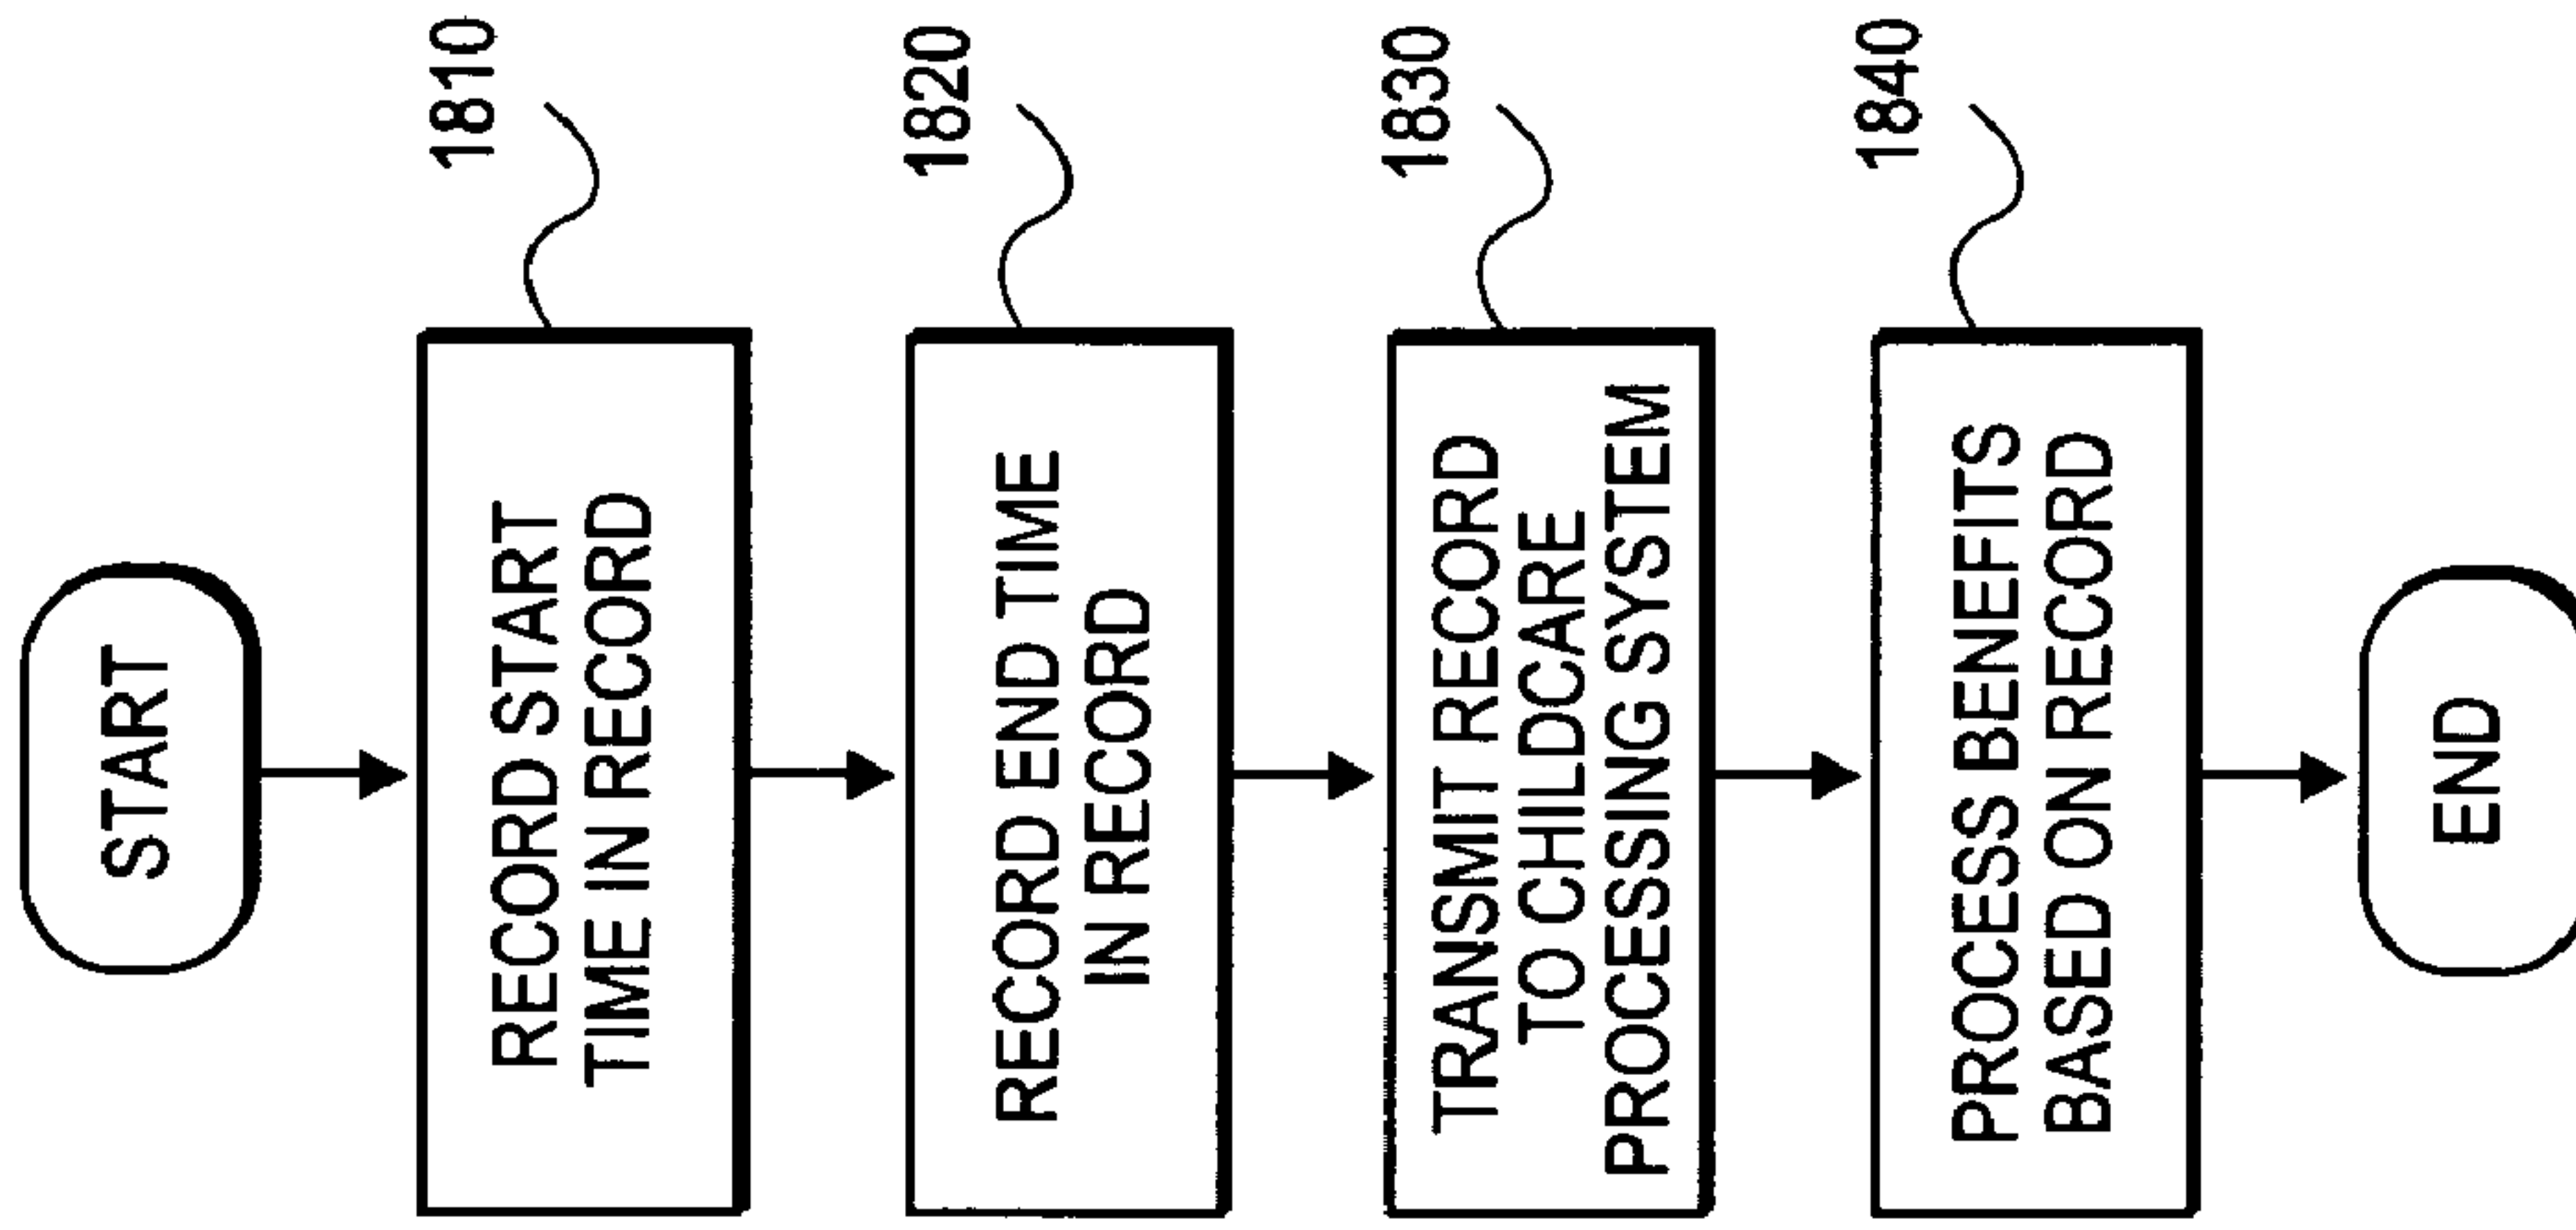 START
RECORD START
TIME IN RECORD
1810
RECORD END TIME
IN RECORD
1820
TRANSMIT RECORD
TO CHILDCARE
PROCESSING SYSTEM
1830
PROCESS BENEFITS
BASED ON RECORD
1840
END